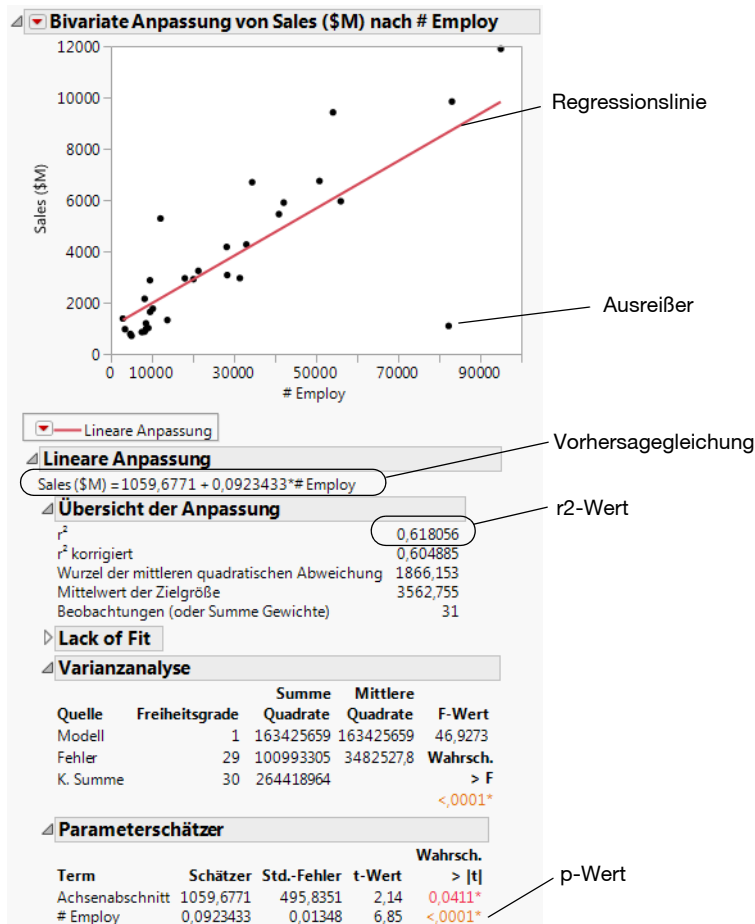 Bivariate Anpassung von Sales ($M) nach # Employ
12000
10000
8000
6000
4000
2000
0
Sales ($M)
0 10000 30000 50000 70000 90000
# Employ
Regressionslinie
Ausreißer
Lineare Anpassung
Vorhersagegleichung
Lineare Anpassung
Sales ($M) = 1059,6771 + 0,0923433*# Employ
r2-Wert
Übersicht der Anpassung
r² 0,618056
r² korrigiert 0,604885
Wurzel der mittleren quadratischen Abweichung 1866,153
Mittelwert der Zielgröße 3562,755
Beobachtungen (oder Summe Gewichte) 31
Lack of Fit
Varianzanalyse
Summe Mittlere
Quelle Freiheitsgrade Quadrate Quadrate F-Wert
Modell 1 163425659 163425659 46,9273
Fehler 29 100993305 3482527,8 Wahrsch.
K. Summe 30 264418964 > F
<,0001*
Parameterschätzer
Wahrsch.
Term Schätzer Std.-Fehler t-Wert > |t|
p-Wert
Achsenabschnitt 1059,6771 495,8351 2,14 0,0411*
# Employ 0,0923433 0,01348 6,85 <,0001*